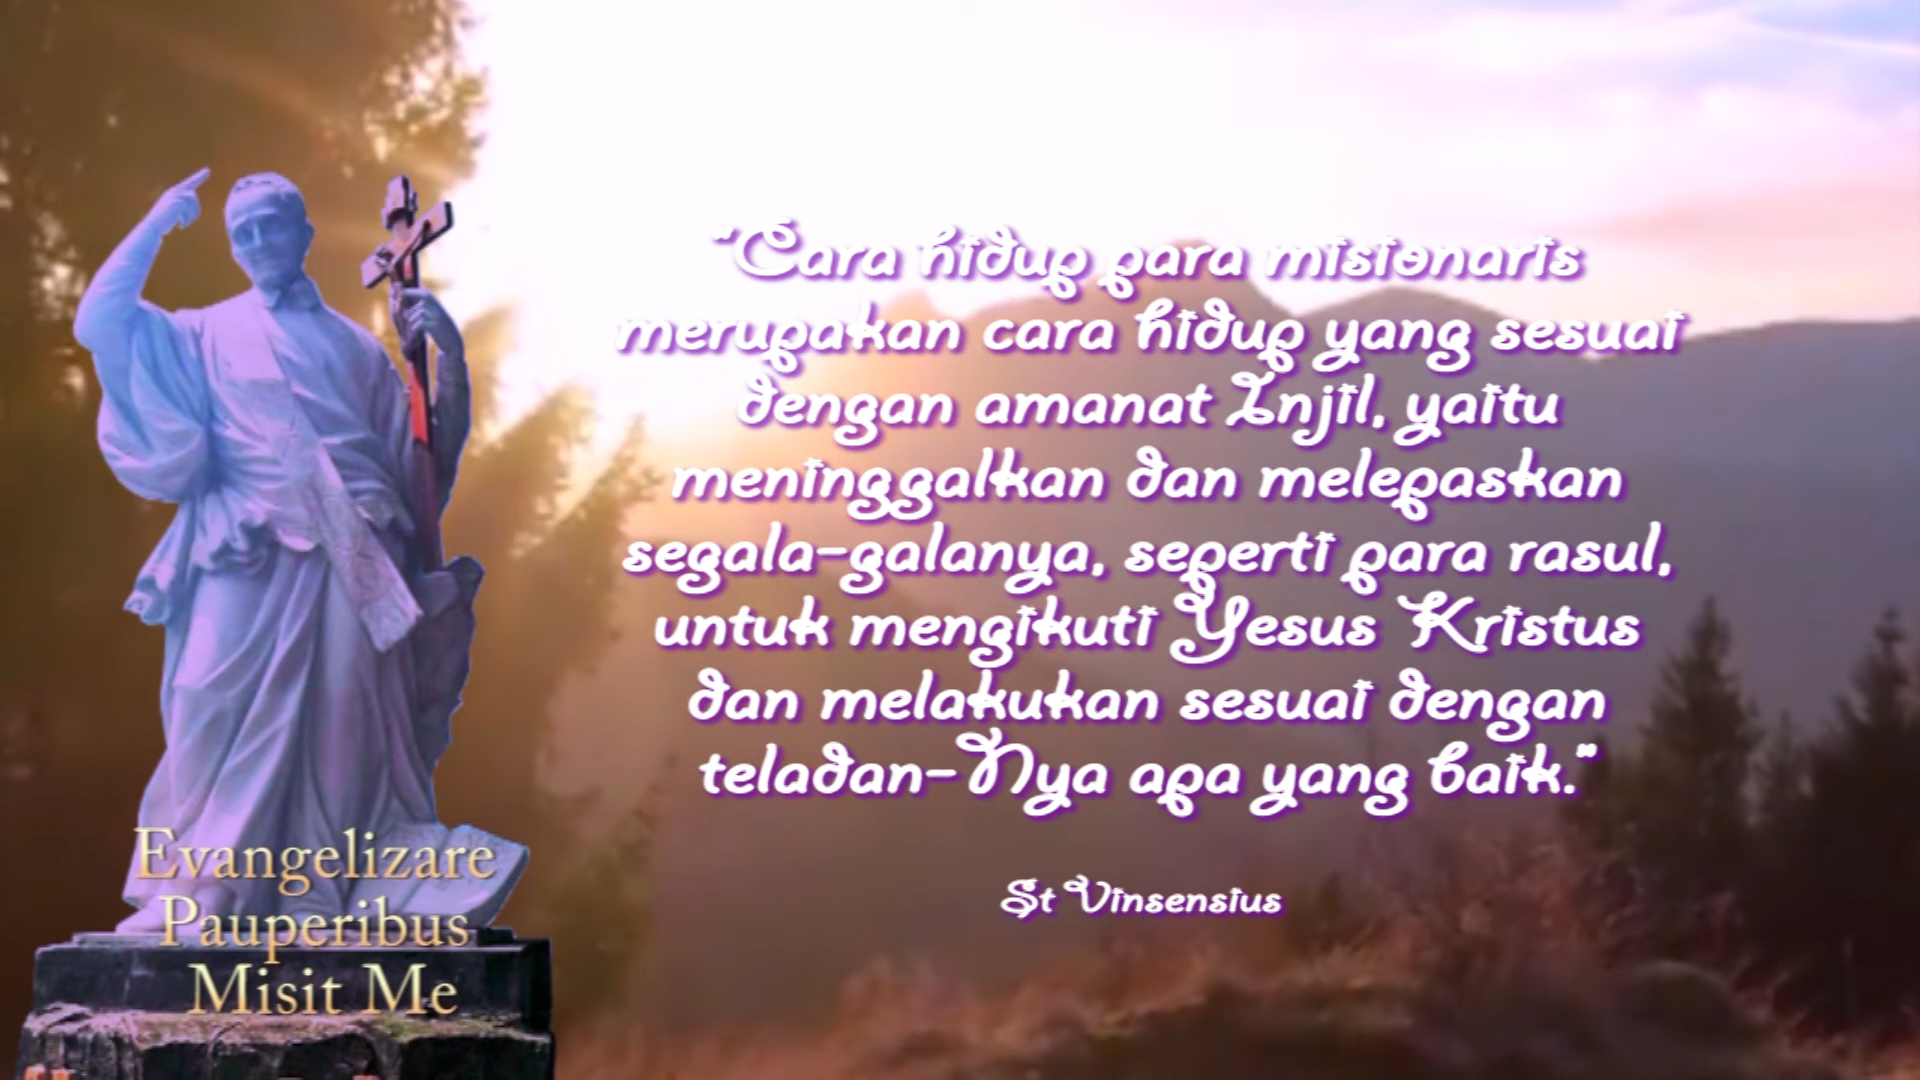 "Cara hidup para misionaris
merupakan cara hidup yang sesuai
dengan amanat Injil, yaitu
meninggalkan dan melepaskan
segala-galanya, seperti para rasul,
untuk mengikuti Yesus Kristus
dan melakukan sesuai dengan
teladan-Nya apa yang baik."
St Vinsensius
Evangelizare
Pauperibus
Misit Me